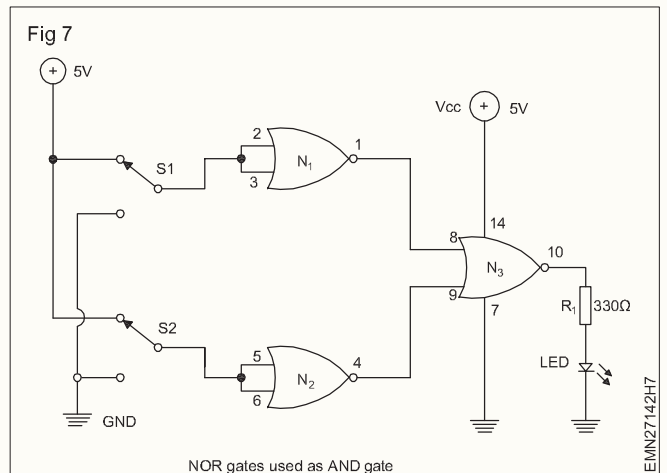 Fig 7
5V
Vcc
5V
S1
2
3
N1
1
8
9
14
N3
10
7
R1
330Ω
S2
5
6
N2
4
LED
GND
NOR gates used as AND gate
EMN27142H7